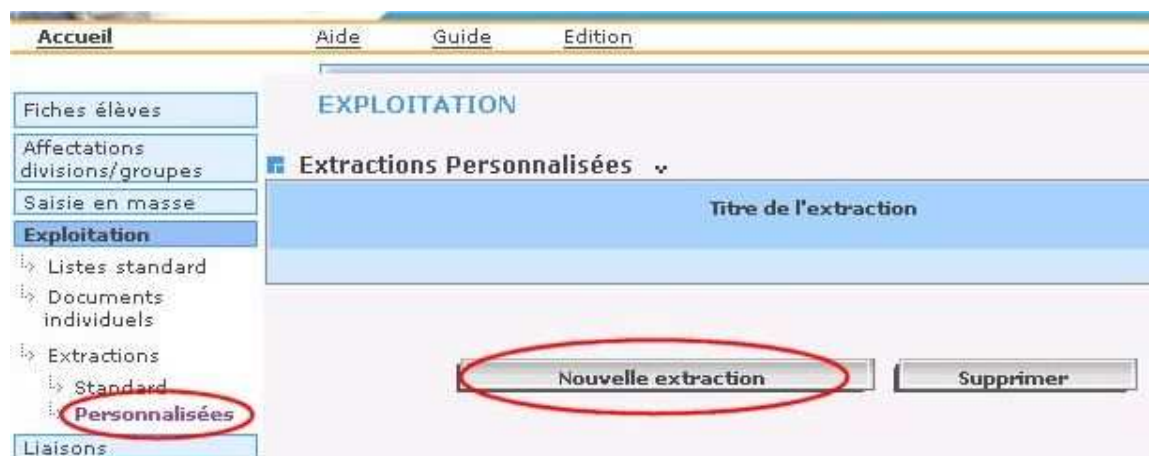 Accueil Aide Guide Edition
Fiches élèves
Affectations
divisions/groupes
Saisie en masse
Exploitation
Listes standard
Documents
individuels
Extractions
Standard
Personnalisées
Liaisons
EXPLOITATION
Extractions Personnalisées
Titre de l'extraction
Nouvelle extraction Supprimer